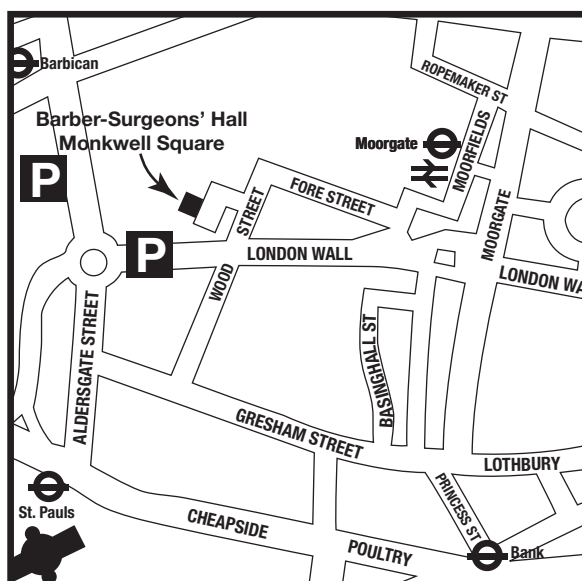 Barbican
ROPEMAKER ST
Barber-Surgeons' Hall
Monkwell Square
Moorgate
MOORFIELDS
P
FORE STREET
WOOD STREET
MOORGATE
P
LONDON WALL
LONDON WA
ALDERSGATE STREET
BASINGHALL ST
GRESHAM STREET
LOTHBURY
PRINCESS ST
St. Pauls
CHEAPSIDE
POULTRY
Bank